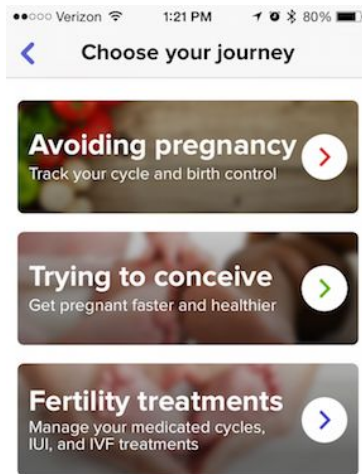 Verizon 1:21 PM 80%
Choose your journey
Avoiding pregnancy
Track your cycle and birth control
Trying to conceive
Get pregnant faster and healthier
Fertility treatments
Manage your medicated cycles,
IUI, and IVF treatments